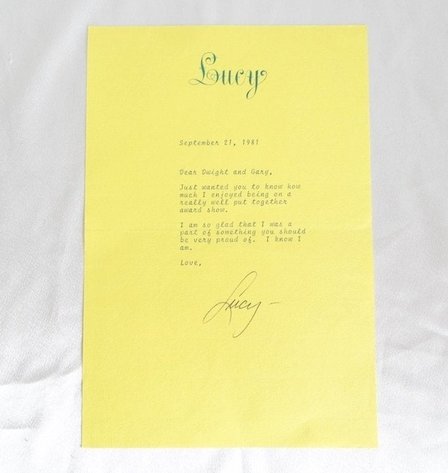 Lucy
September 21, 1981
Dear Dwight and Gary,
Just wanted you to know how
much I enjoyed being on a
really well put together
award show.
I am so glad that I was a
part of something you should
be very proud of. I know I
am.
Love,
Lucy